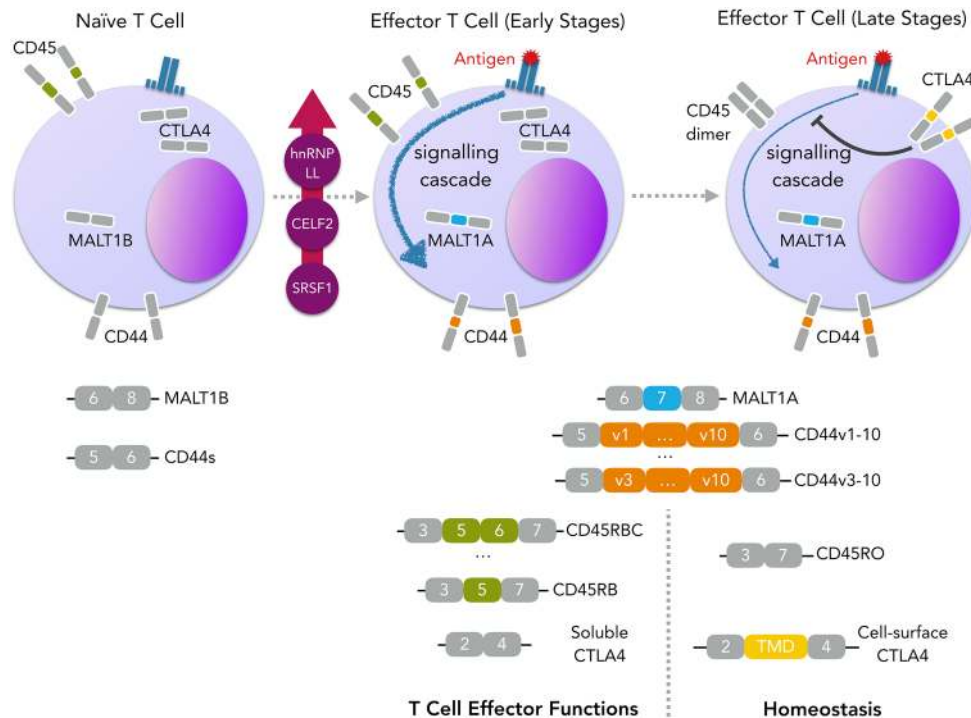 Naïve T Cell
Effector T Cell (Early Stages)
Effector T Cell (Late Stages)
CD45
CTLA4
MALT1B
CD44
hnRNP
LL
CELF2
SRSF1
Antigen
CD45
CTLA4
signalling
cascade
MALT1A
CD44
Antigen
CTLA4
CD45
dimer
signalling
cascade
MALT1A
CD44
6 8 MALT1B
5 6 CD44s
6 7 8 MALT1A
5 v1 ... v10 6 CD44v1-10
...
5 v3 ... v10 6 CD44v3-10
3 5 6 7 CD45RBC
...
3 5 7 CD45RB
2 4 Soluble
CTLA4
3 7 CD45RO
2 TMD 4 Cell-surface
CTLA4
T Cell Effector Functions
Homeostasis